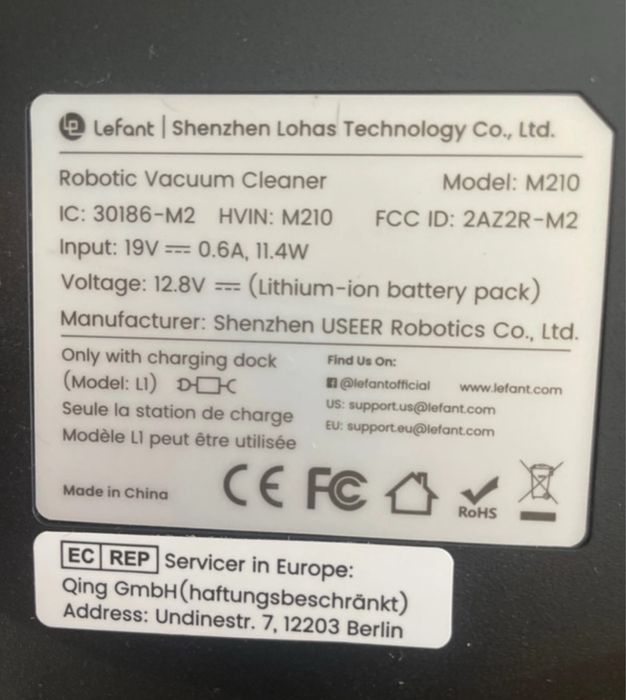 Lefant | Shenzhen Lohas Technology Co., Ltd.
Robotic Vacuum Cleaner Model: M210
IC: 30186-M2 HVIN: M210 FCC ID: 2AZ2R-M2
Input: 19V ⎓ 0.6A, 11.4W
Voltage: 12.8V ⎓ (Lithium-ion battery pack)
Manufacturer: Shenzhen USEER Robotics Co., Ltd.
Only with charging dock
(Model: L1)
Seule la station de charge
Modèle L1 peut être utilisée
Find Us On:
@lefantofficial www.lefant.com
US: support.us@lefant.com
EU: support.eu@lefant.com
Made in China
CE FC RoHS
EC REP Servicer in Europe:
Qing GmbH(haftungsbeschränkt)
Address: Undinestr. 7, 12203 Berlin